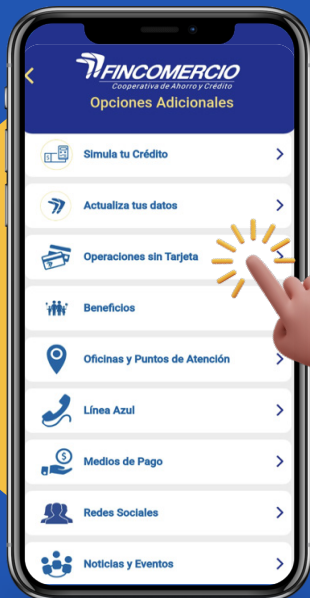 FINCOMERCIO
Cooperativa de Ahorro y Crédito
Opciones Adicionales
Simula tu Crédito
Actualiza tus datos
Operaciones sin Tarjeta
Beneficios
Oficinas y Puntos de Atención
Línea Azul
Medios de Pago
Redes Sociales
Noticias y Eventos